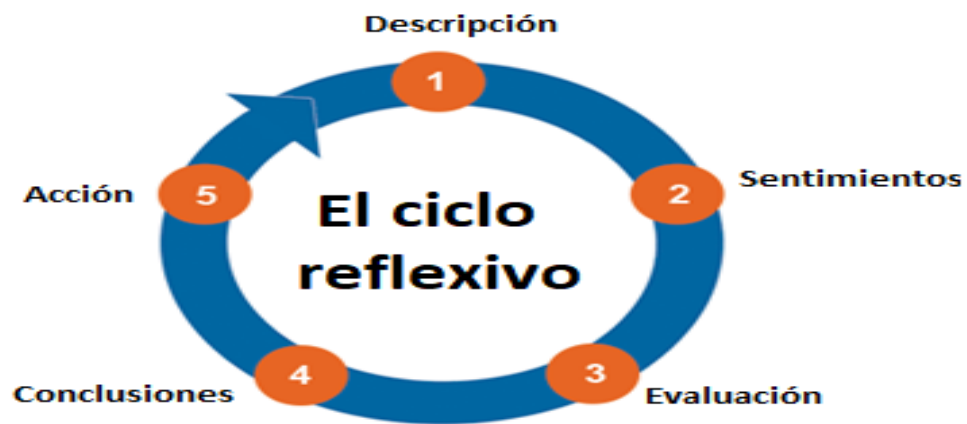 Descripción
1
Sentimientos
2
Acción
5
El ciclo
reflexivo
3
Evaluación
4
Conclusiones